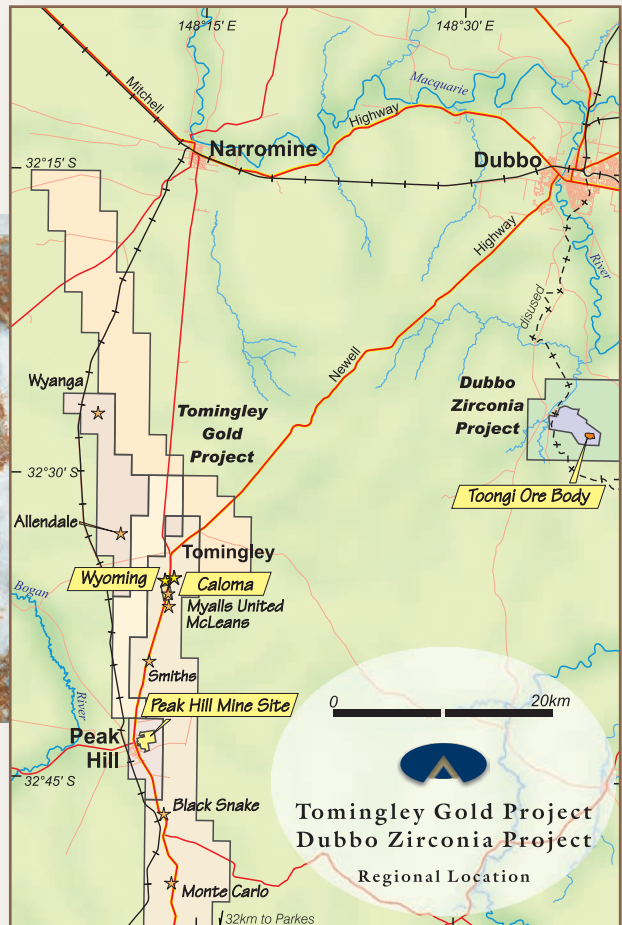 148°15' E
148°30' E
Mitchell
Macquarie
Highway
Narromine
Dubbo
32°15' S
Highway
River
disused
Newell
Wyanga
Tomingley
Gold
Project
Dubbo
Zirconia
Project
32°30' S
Toongi Ore Body
Allendale
Tomingley
Wyoming
Caloma
Bogan
Myalls United
McLeans
Smiths
River
Peak Hill Mine Site
0
20km
Peak
Hill
32°45' S
Black Snake
Tomingley Gold Project
Dubbo Zirconia Project
Regional Location
Monte Carlo
32km to Parkes